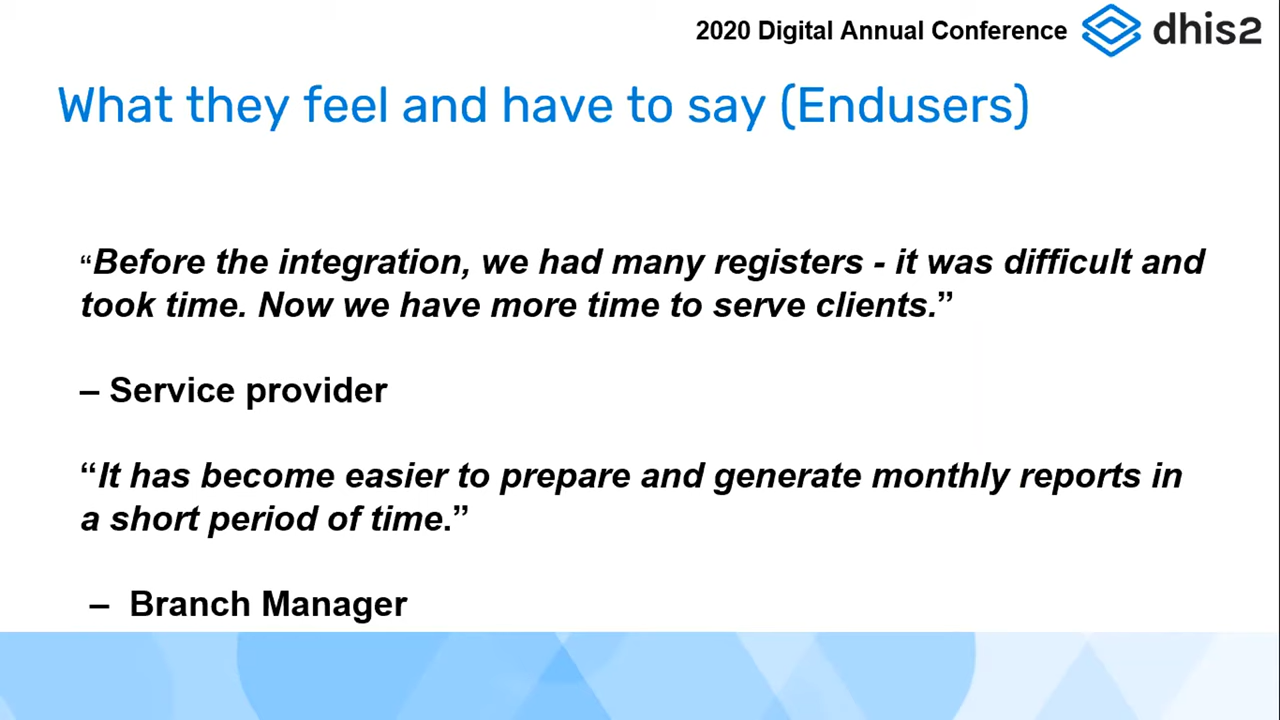 2020 Digital Annual Conference dhis2
What they feel and have to say (Endusers)
“Before the integration, we had many registers - it was difficult and
took time. Now we have more time to serve clients.”
– Service provider
“It has become easier to prepare and generate monthly reports in
a short period of time.”
– Branch Manager